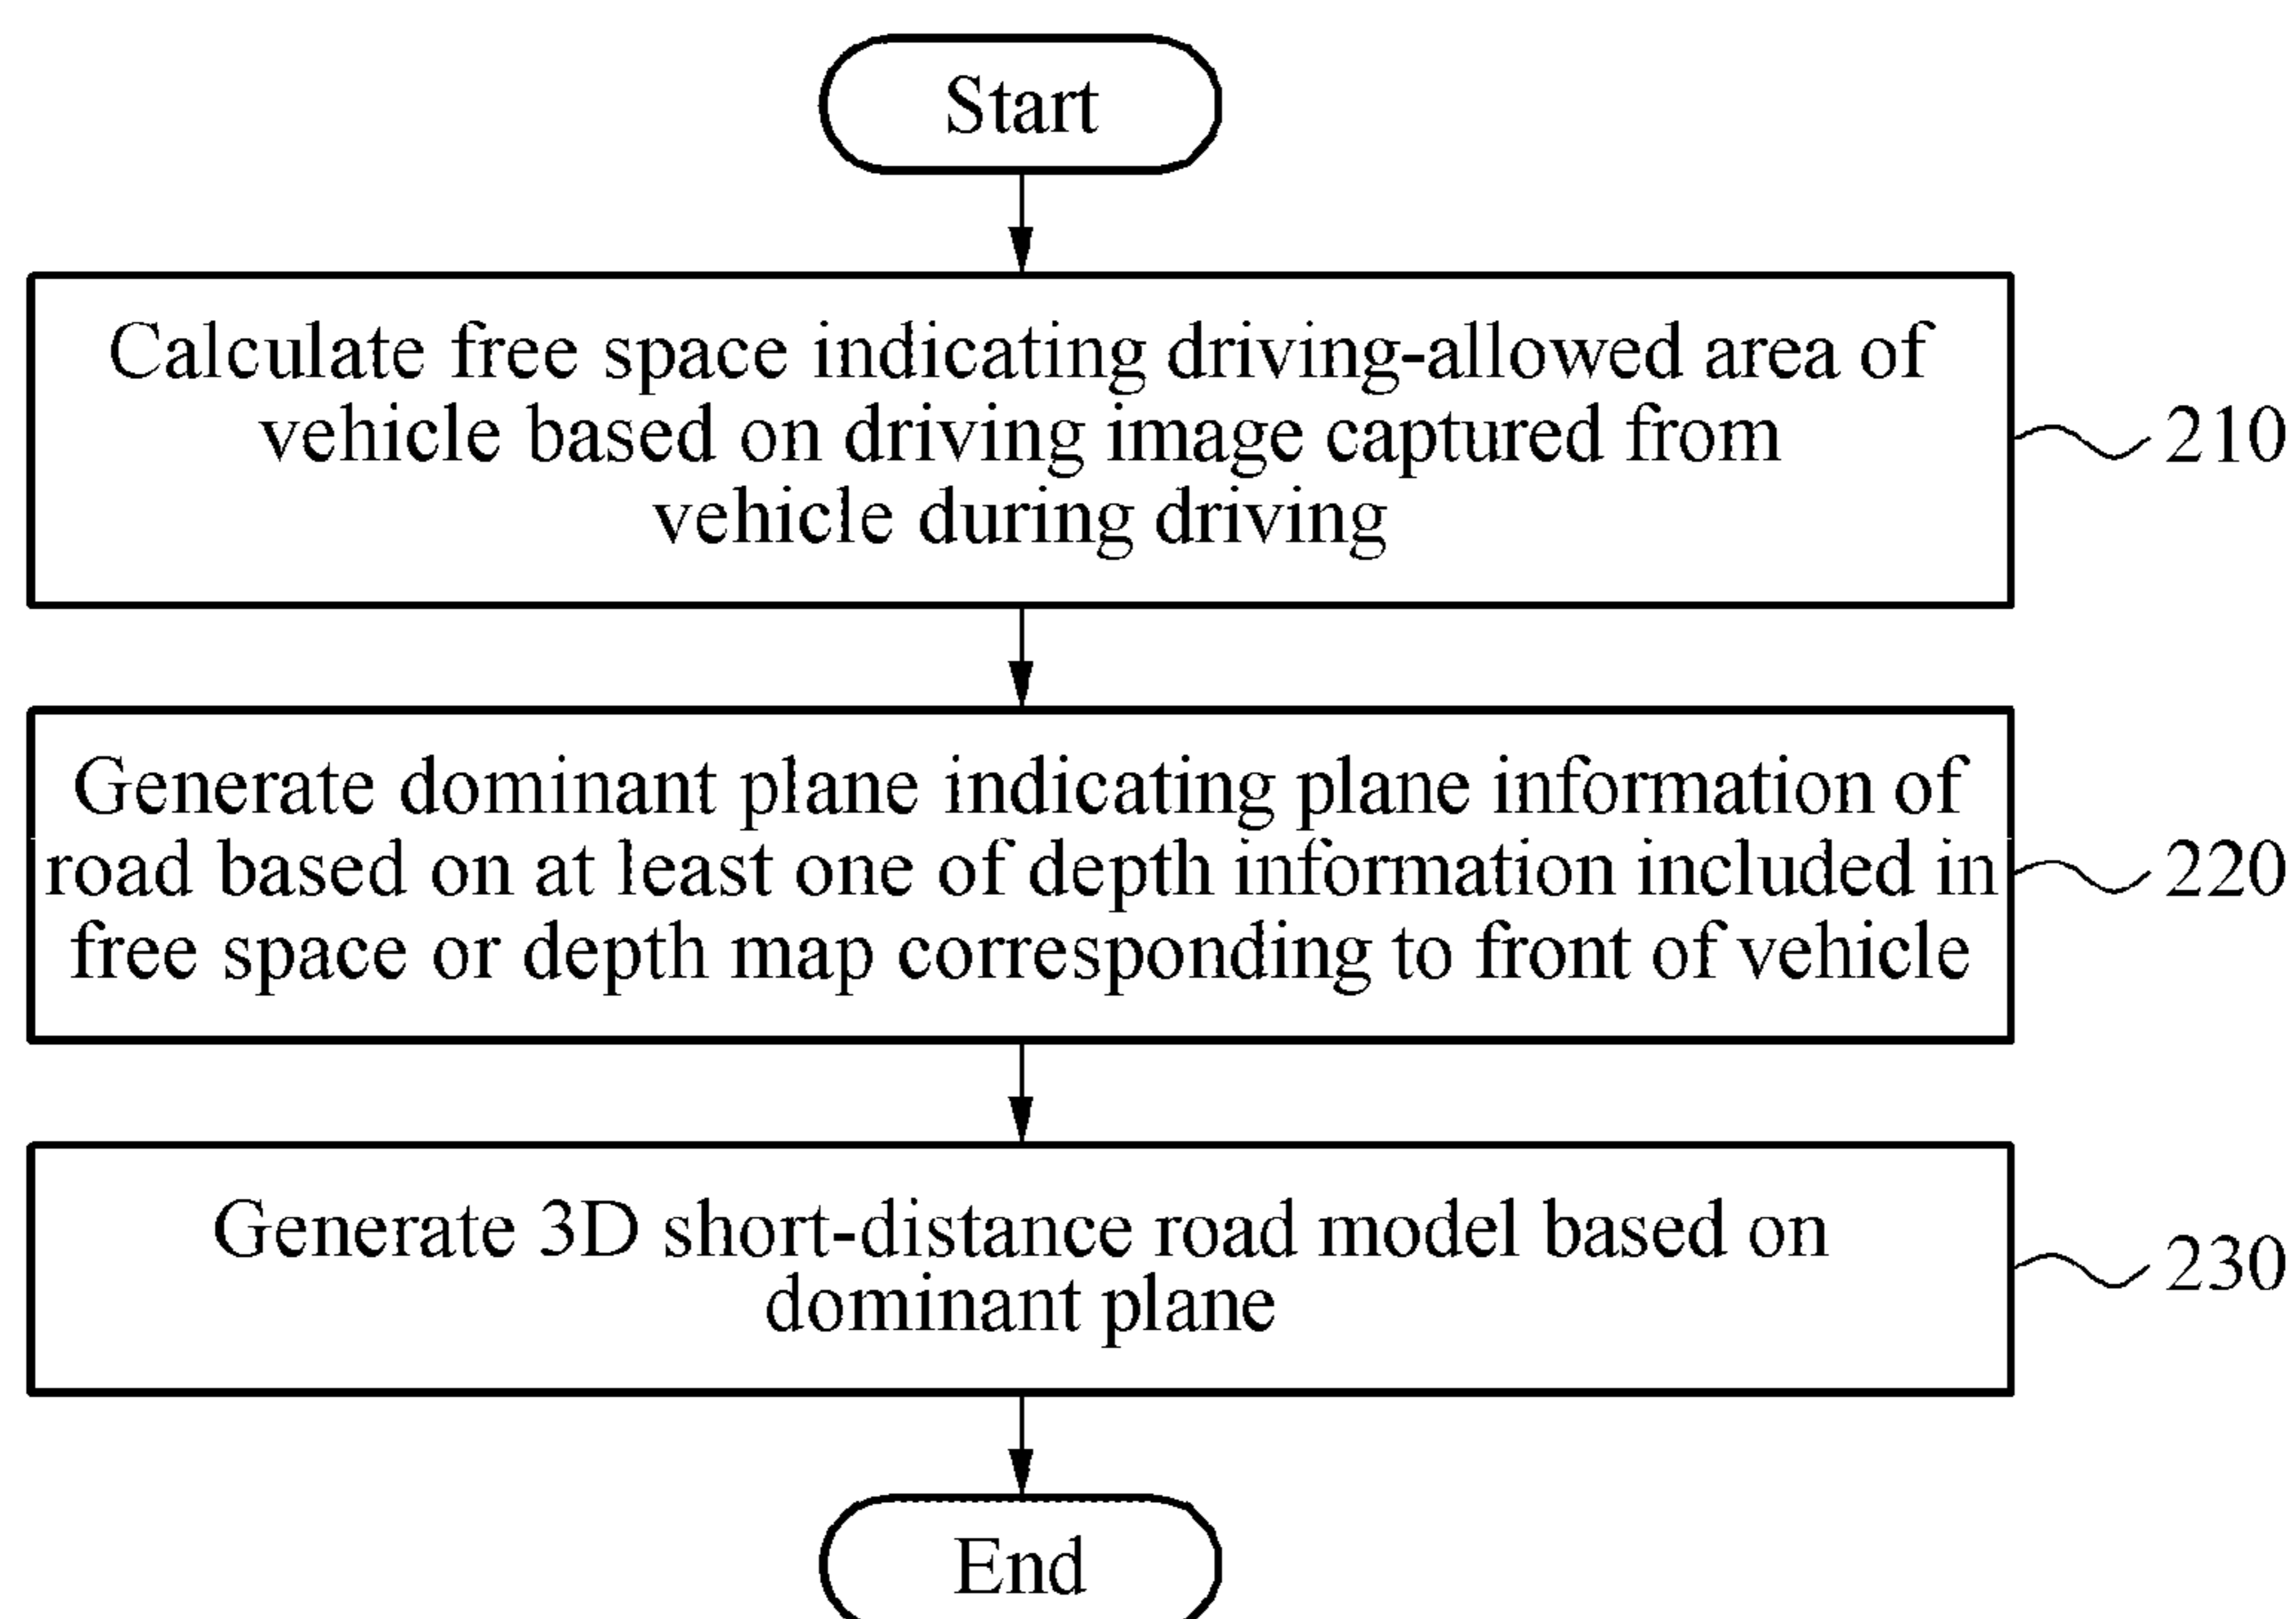 Start
Calculate free space indicating driving-allowed area of
vehicle based on driving image captured from
vehicle during driving
210
Generate dominant plane indicating plane information of
road based on at least one of depth information included in
free space or depth map corresponding to front of vehicle
220
Generate 3D short-distance road model based on
dominant plane
230
End